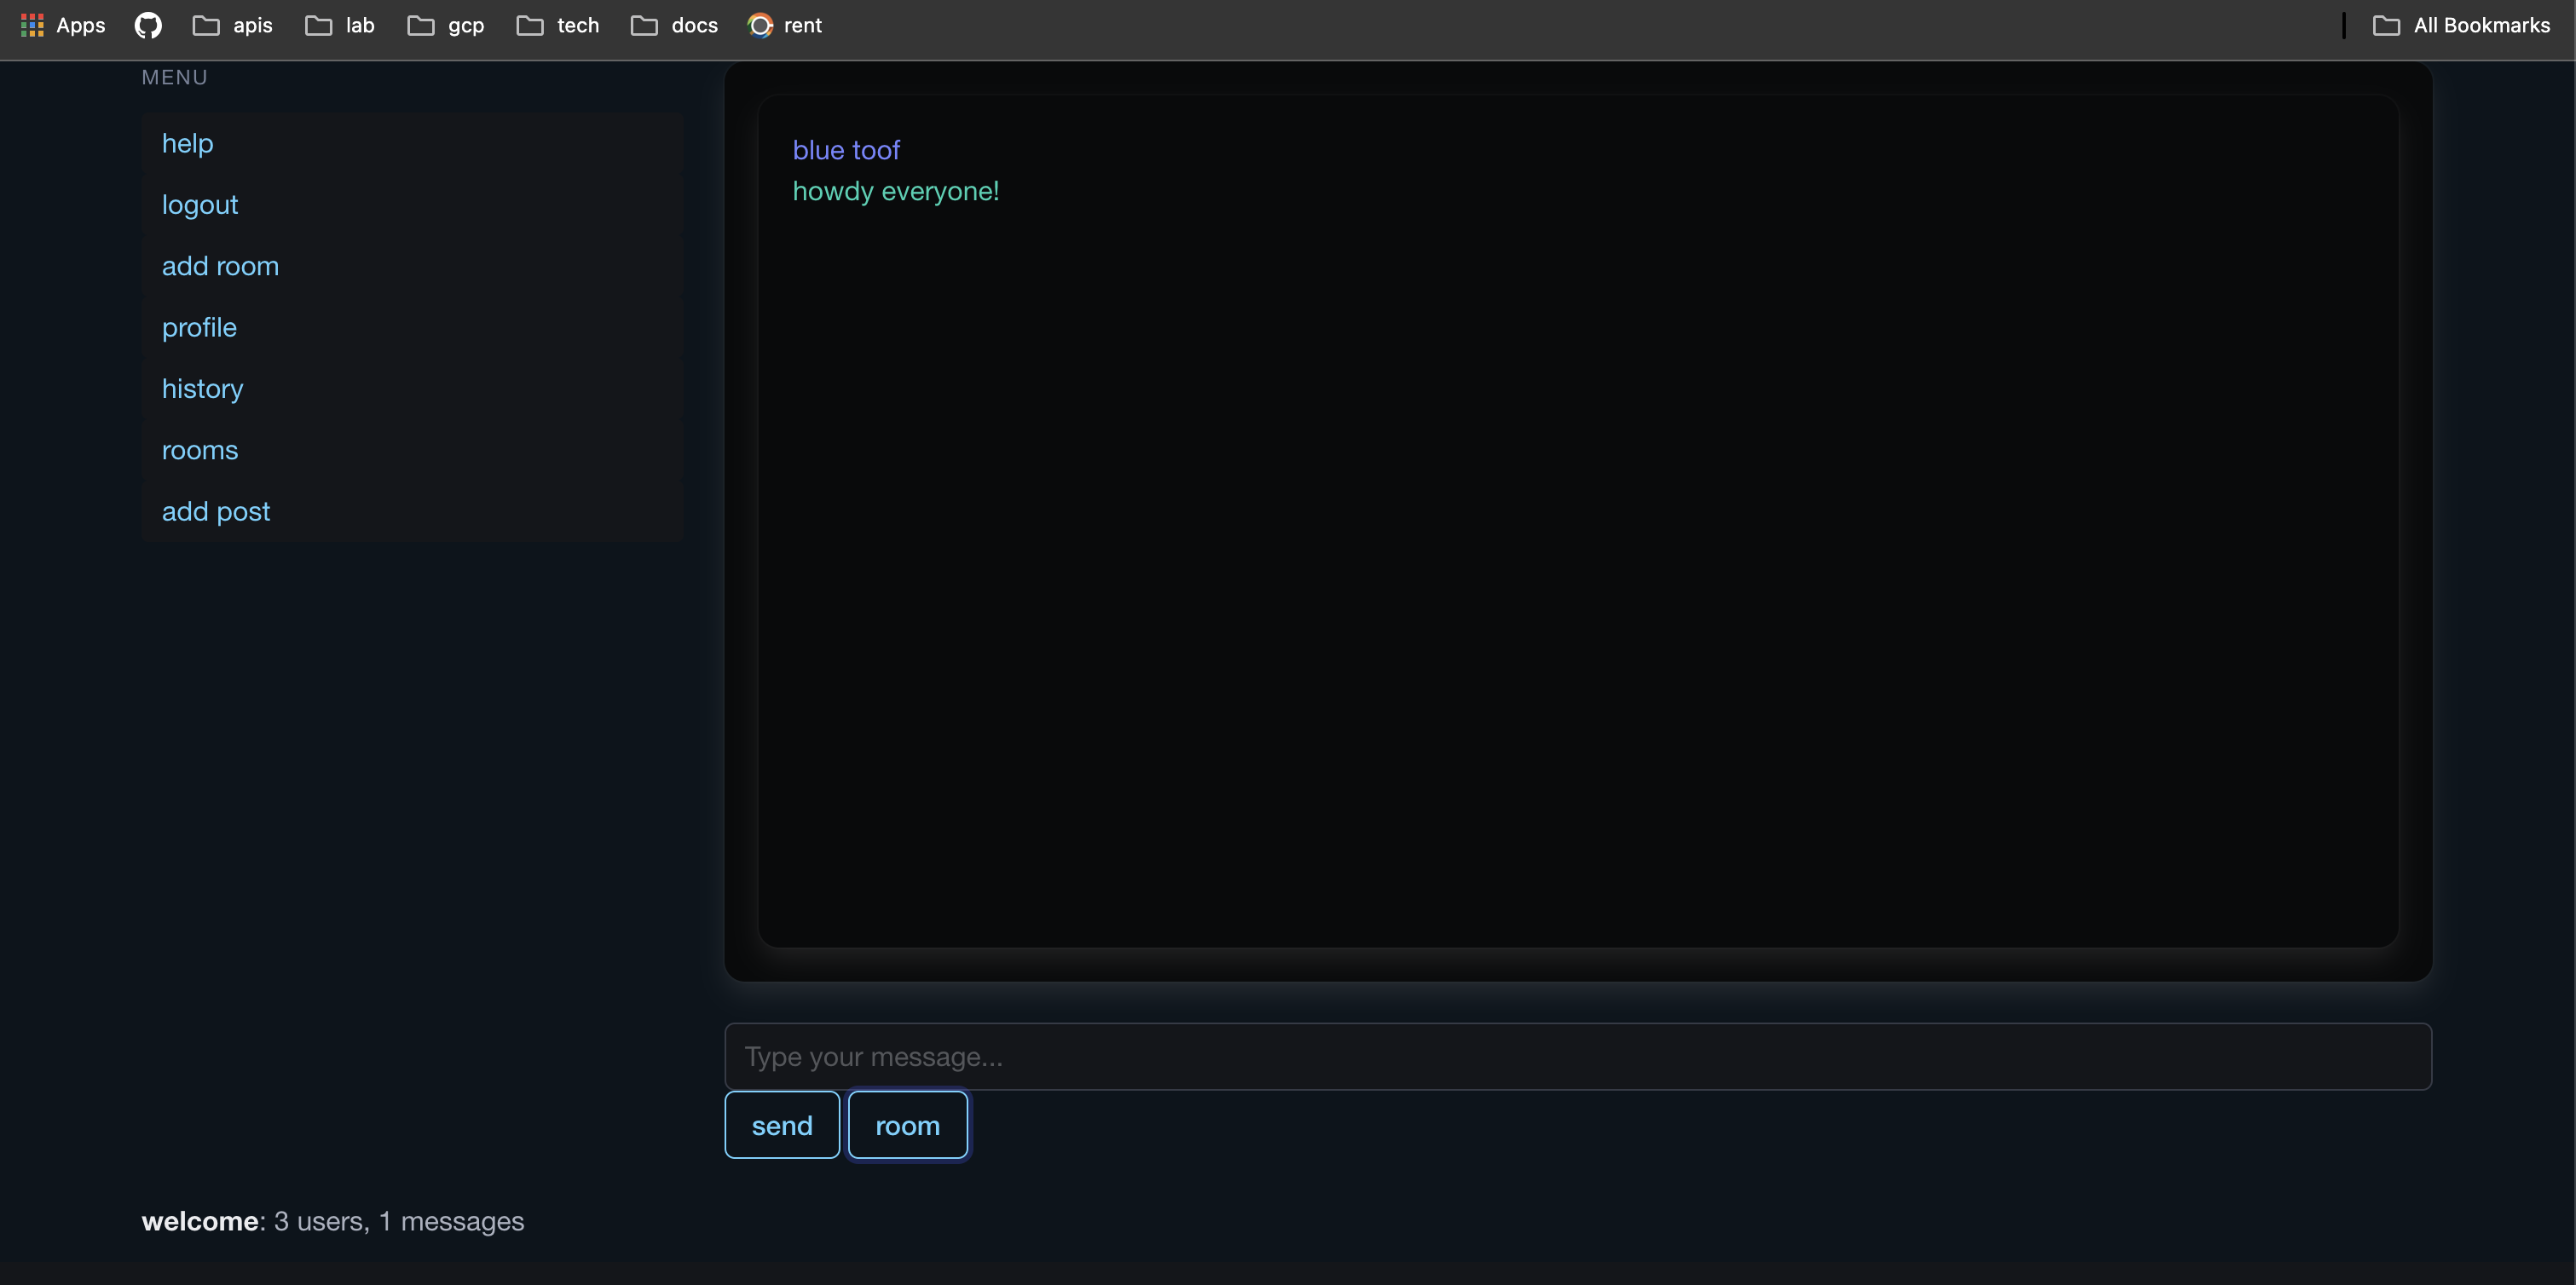 Apps apis lab gcp tech docs rent All Bookmarks
MENU
help
logout
add room
profile
history
rooms
add post
blue toof
howdy everyone!
Type your message...
send room
welcome: 3 users, 1 messages